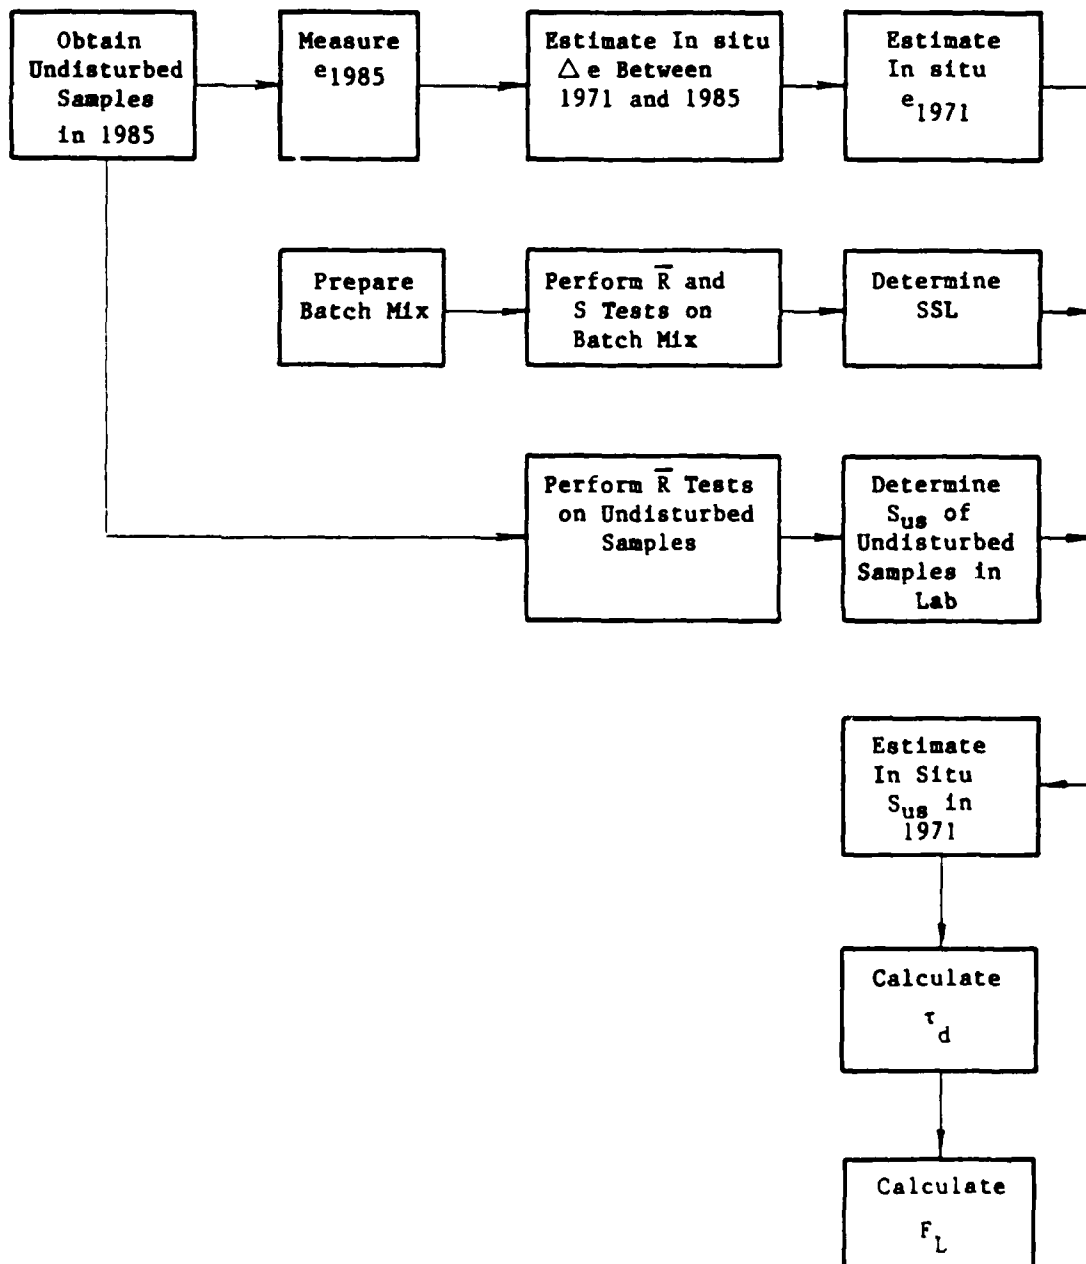 Obtain
Undisturbed
Samples
in 1985
Measure
e1985
Estimate In situ
Δ e Between
1971 and 1985
Estimate
In situ
e1971
Prepare
Batch Mix
Perform R̅ and
S Tests on
Batch Mix
Determine
SSL
Perform R̅ Tests
on Undisturbed
Samples
Determine
Sus of
Undisturbed
Samples in
Lab
Estimate
In Situ
Sus in
1971
Calculate
τd
Calculate
FL